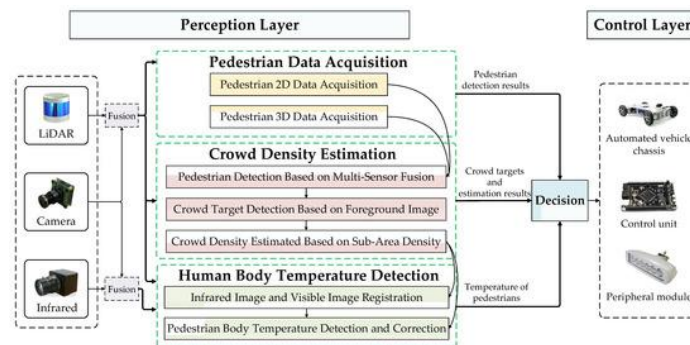 Perception Layer
Control Layer
Pedestrian Data Acquisition
Pedestrian 2D Data Acquisition
Pedestrian 3D Data Acquisition
LiDAR
Fusion
Camera
Infrared
Fusion
Crowd Density Estimation
Pedestrian Detection Based on Multi-Sensor Fusion
Crowd Target Detection Based on Foreground Image
Crowd Density Estimated Based on Sub-Area Density
Human Body Temperature Detection
Infrared Image and Visible Image Registration
Pedestrian Body Temperature Detection and Correction
Pedestrian
detection results
Crowd targets
and
estimation results
Temperature of
pedestrians
Decision
Automated vehicle
chassis
Control unit
Peripheral module